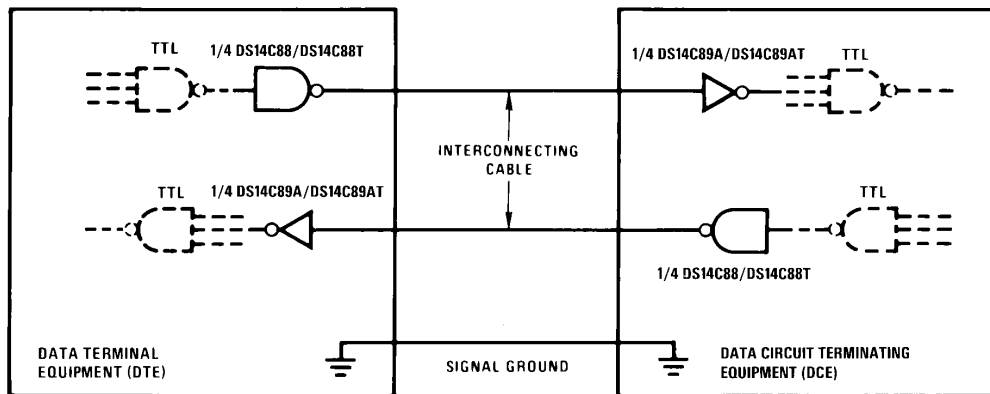 TTL
1/4 DS14C88/DS14C88T
1/4 DS14C89A/DS14C89AT
TTL
INTERCONNECTING
CABLE
TTL
1/4 DS14C89A/DS14C89AT
TTL
1/4 DS14C88/DS14C88T
DATA TERMINAL
EQUIPMENT (DTE)
SIGNAL GROUND
DATA CIRCUIT TERMINATING
EQUIPMENT (DCE)